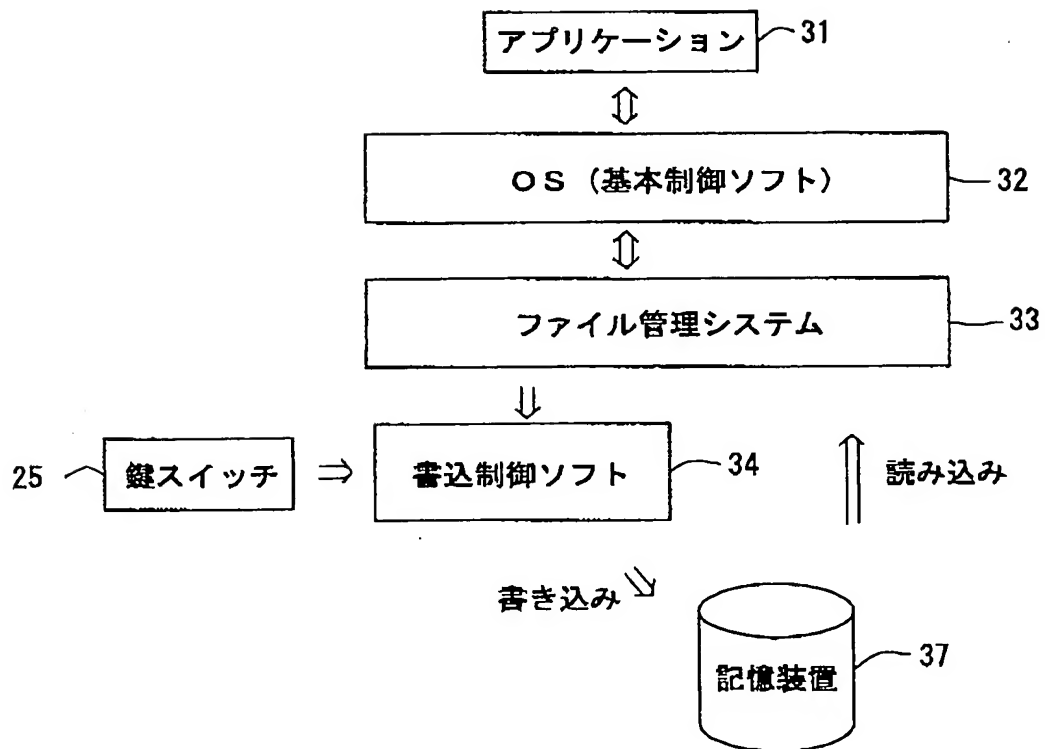 アプリケーション
31
OS(基本制御ソフト)
32
ファイル管理システム
33
25
鍵スイッチ
書込制御ソフト
34
読み込み
書き込み
記憶装置
37